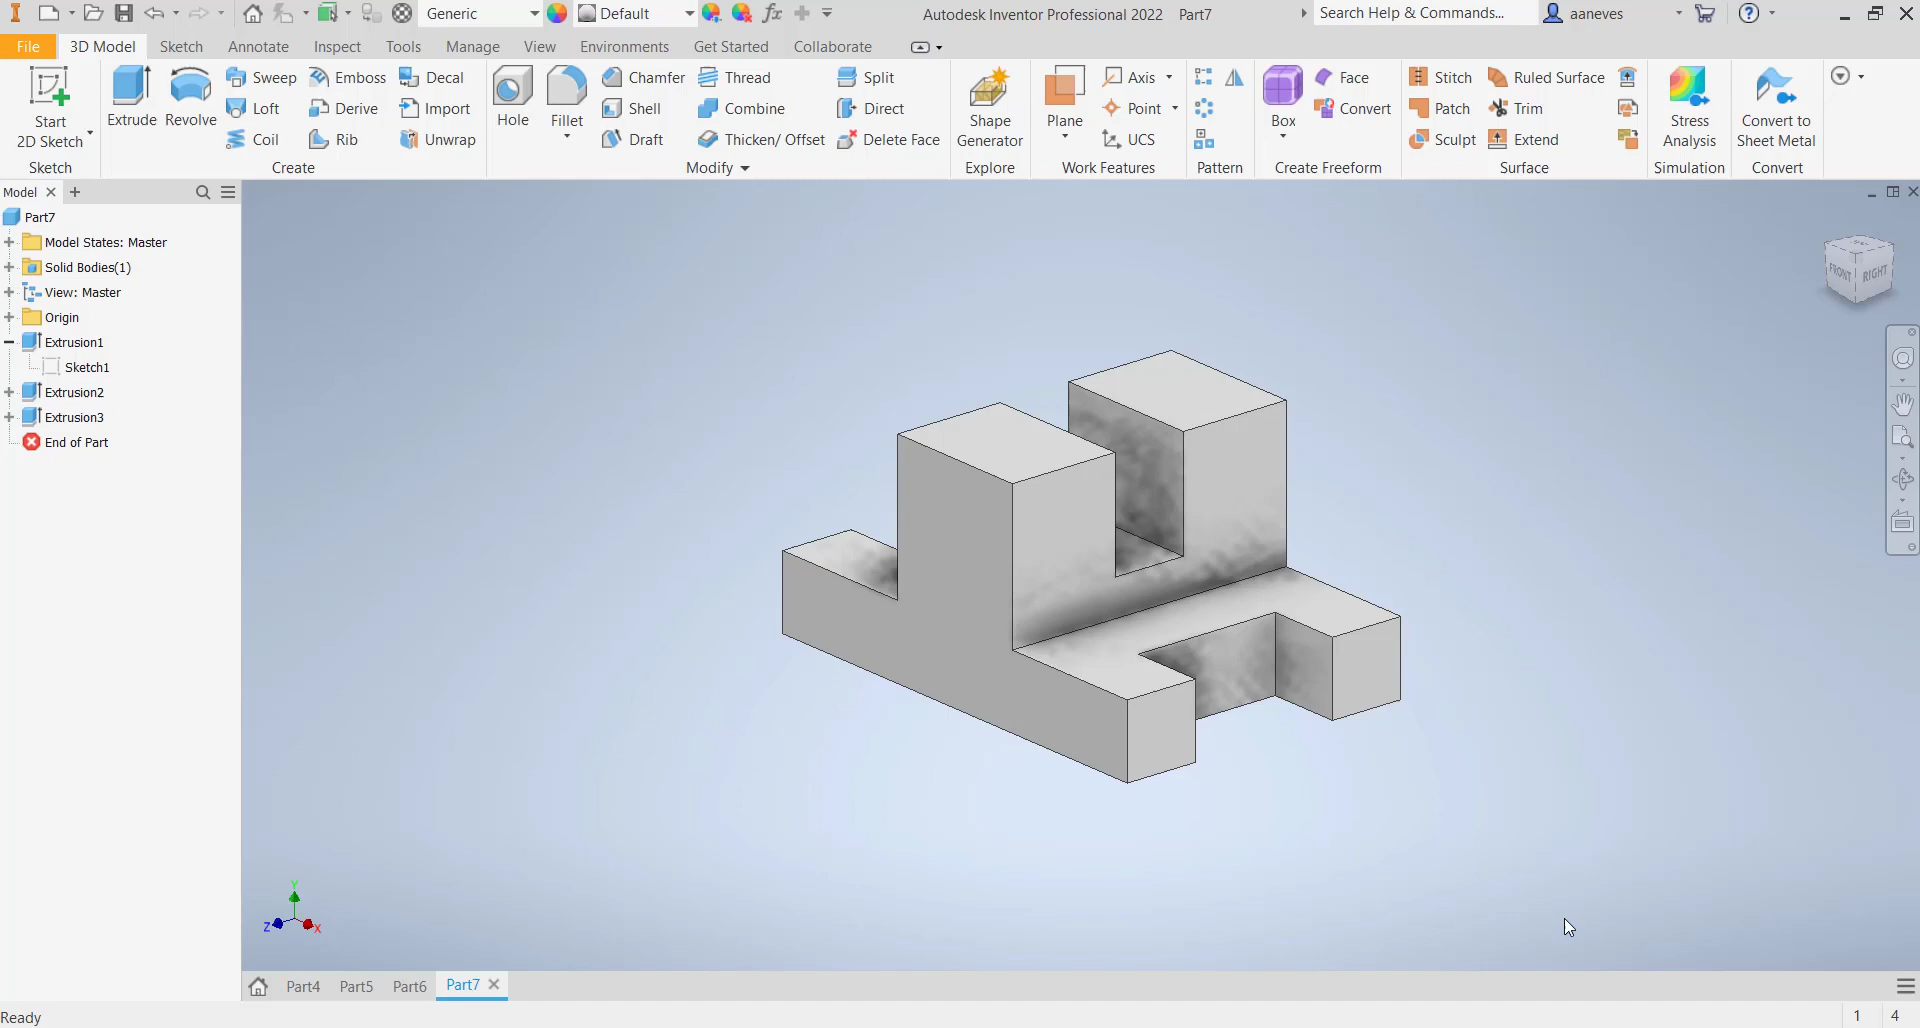 Generic Default fx Autodesk Inventor Professional 2022 Part7 Search Help & Commands... aaneves
File 3D Model Sketch Annotate Inspect Tools Manage View Environments Get Started Collaborate
Start 2D Sketch
Extrude Revolve
Sweep Emboss Decal
Loft Derive Import
Coil Rib Unwrap
Hole Fillet
Chamfer Thread Split
Shell Combine Direct
Draft Thicken/ Offset Delete Face
Shape Generator
Plane
Axis
Point
UCS
Box
Face
Convert
Stitch Ruled Surface
Patch Trim
Sculpt Extend
Stress Analysis
Convert to Sheet Metal
Sketch Create Modify Explore Work Features Pattern Create Freeform Surface Simulation Convert
Model
Part7
Model States: Master
Solid Bodies(1)
View: Master
Origin
Extrusion1
Sketch1
Extrusion2
Extrusion3
End of Part
FRONT RIGHT
Y
Z X
Part4 Part5 Part6 Part7
Ready 1 4